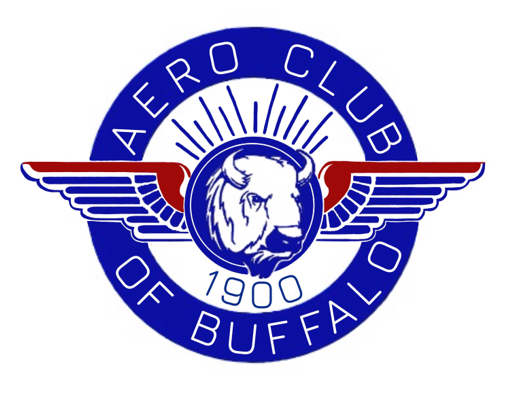 AERO CLUB
1900
OF BUFFALO